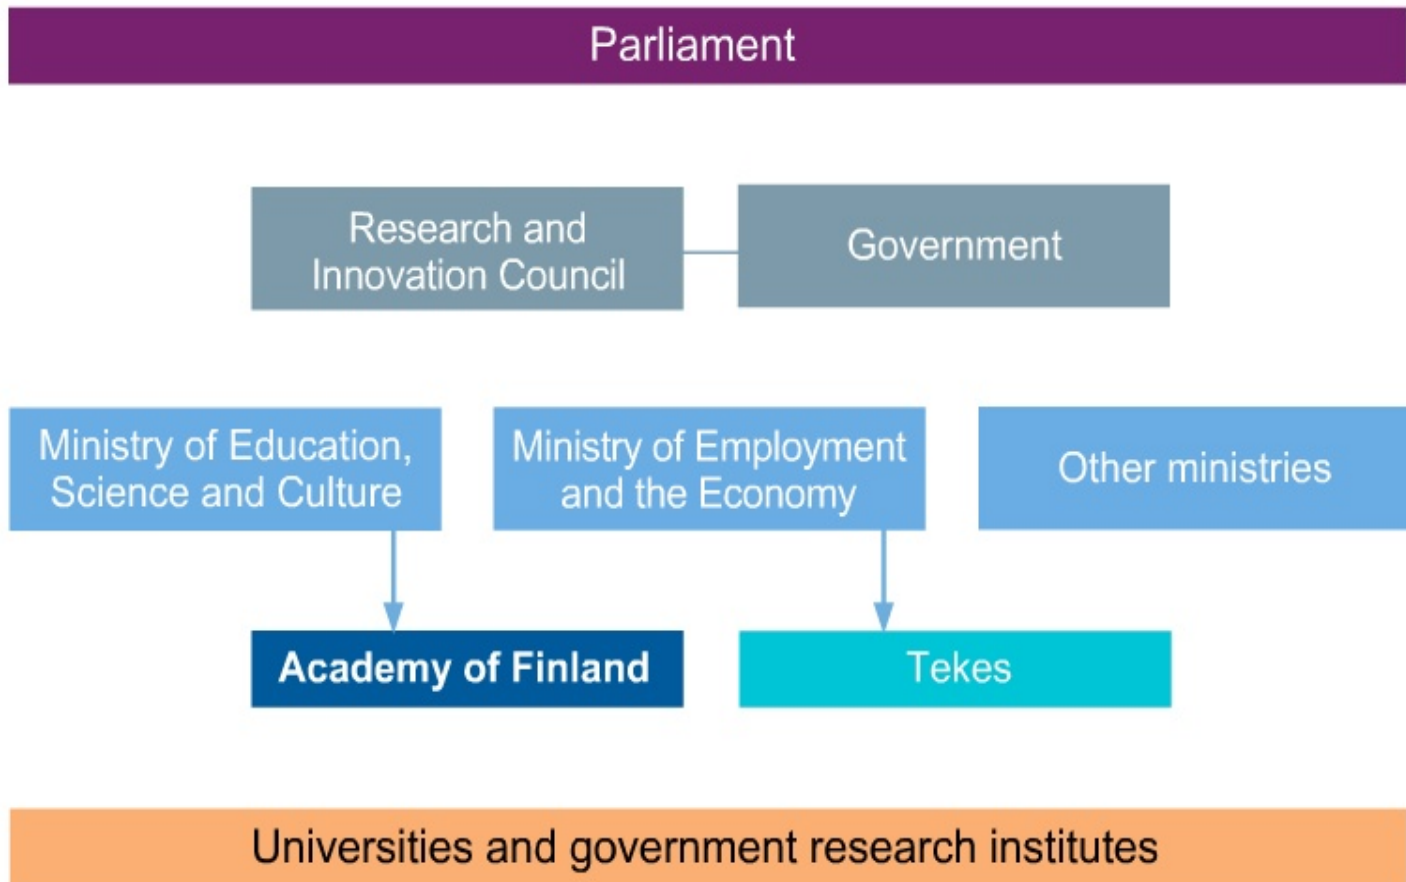 Parliament
Research and
Innovation Council
Government
Ministry of Education,
Science and Culture
Ministry of Employment
and the Economy
Other ministries
Academy of Finland
Tekes
Universities and government research institutes